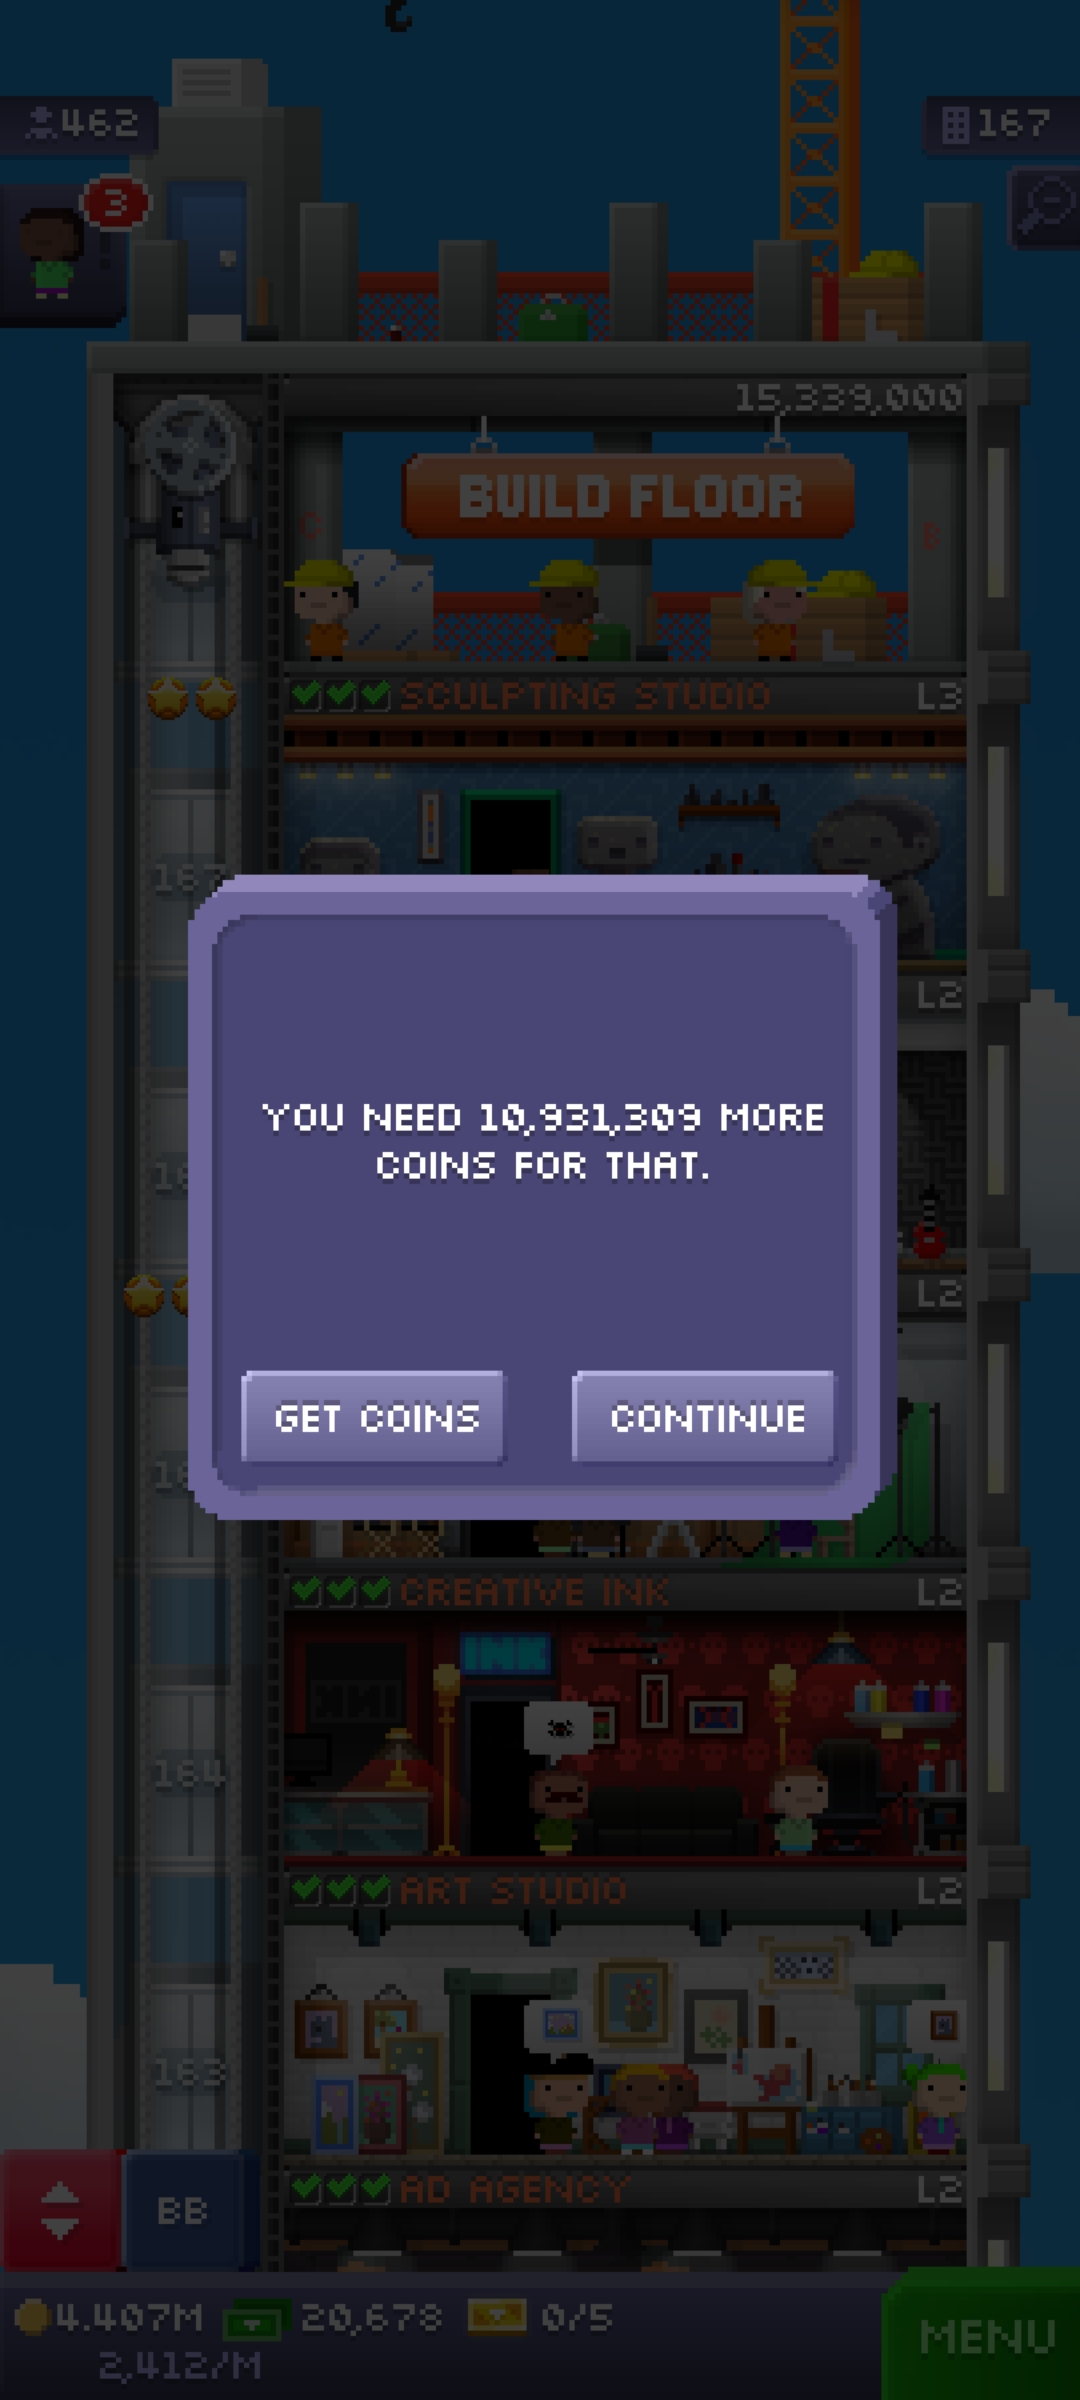 462
167
3
15,339,000
BUILD FLOOR
C
B
SCULPTING STUDIO L3
167
L2
YOU NEED 10,931,309 MORE
COINS FOR THAT.
L2
GET COINS
CONTINUE
CREATIVE INK L2
INK
INK
164
ART STUDIO L2
163
AD AGENCY L2
BB
4.407M 20,678 0/5
MENU
2,412/M